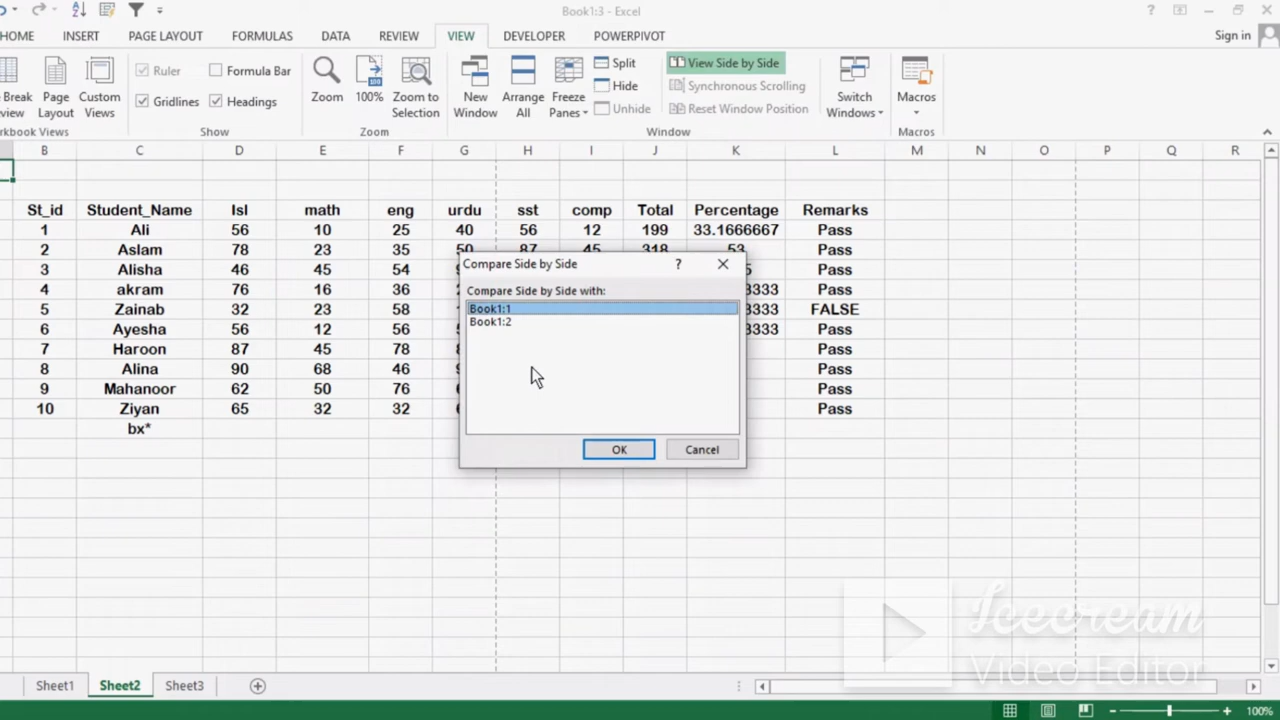 Book1:3 - Excel
HOME INSERT PAGE LAYOUT FORMULAS DATA REVIEW VIEW DEVELOPER POWERPIVOT Sign in
Ruler Formula Bar
Gridlines Headings
Show
Zoom 100% Zoom to Selection
Zoom
Break
Page Layout
Custom Views
New Window
Arrange All
Freeze Panes
Split
Hide
Unhide
View Side by Side
Synchronous Scrolling
Reset Window Position
Window
Switch Windows
Macros
Macros
B C D E F G H I J K L M N O P Q R
St_id Student_Name Isl math eng urdu sst comp Total Percentage Remarks
1 Ali 56 10 25 40 56 12 199 33.1666667 Pass
2 Aslam 78 23 35 50 87 45 318 53 Pass
3 Alisha 46 45 54 Pass
4 akram 76 16 36 3333 Pass
5 Zainab 32 23 58 FALSE
6 Ayesha 56 12 56 3333 Pass
7 Haroon 87 45 78 Pass
8 Alina 90 68 46 Pass
9 Mahanoor 62 50 76 Pass
10 Ziyan 65 32 32 Pass
bx*
Compare Side by Side ?
Compare Side by Side with:
Book1:1
Book1:2
OK Cancel
Icecream
Video Editor
Sheet1 Sheet2 Sheet3
100%